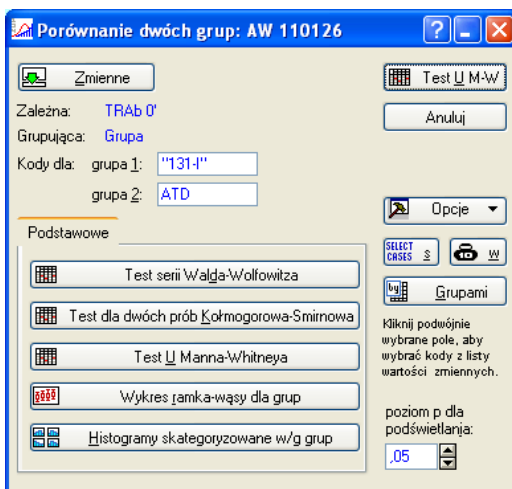 Porównanie dwóch grup: AW 110126
Zmienne
Test U M-W
Zależna: TRAb 0'
Anuluj
Grupująca: Grupa
Kody dla: grupa 1: "131-I"
grupa 2: ATD
Opcje
Podstawowe
SELECT CASES S
W
Test serii Walda-Wolfowitza
by
Grupami
Test dla dwóch prób Kołmogorowa-Smirnowa
Kliknij podwójnie
wybrane pole, aby
wybrać kody z listy
wartości zmiennych.
Test U Manna-Whitneya
Wykres ramka-wąsy dla grup
Histogramy skategoryzowane w/g grup
poziom p dla
podświetlania:
,05